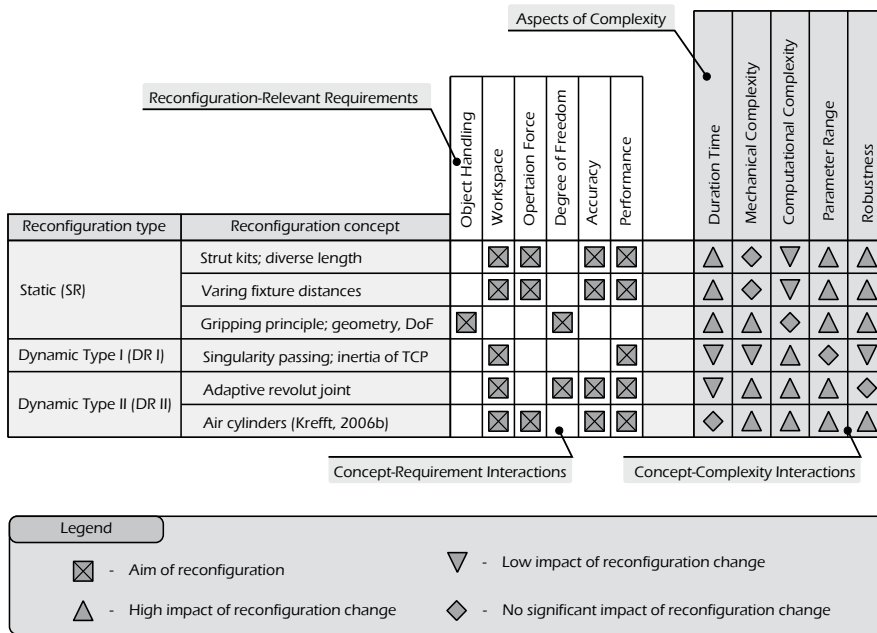 Aspects of Complexity
Reconfiguration-Relevant Requirements
Object Handling
Workspace
Opertaion Force
Degree of Freedom
Accuracy
Performance
Duration Time
Mechanical Complexity
Computational Complexity
Parameter Range
Robustness
Reconfiguration type
Reconfiguration concept
Static (SR)
Strut kits; diverse length
Varing fixture distances
Gripping principle; geometry, DoF
Dynamic Type I (DR I)
Singularity passing; inertia of TCP
Dynamic Type II (DR II)
Adaptive revolut joint
Air cylinders (Krefft, 2006b)
Concept-Requirement Interactions
Concept-Complexity Interactions
Legend
- Aim of reconfiguration
- Low impact of reconfiguration change
- High impact of reconfiguration change
- No significant impact of reconfiguration change